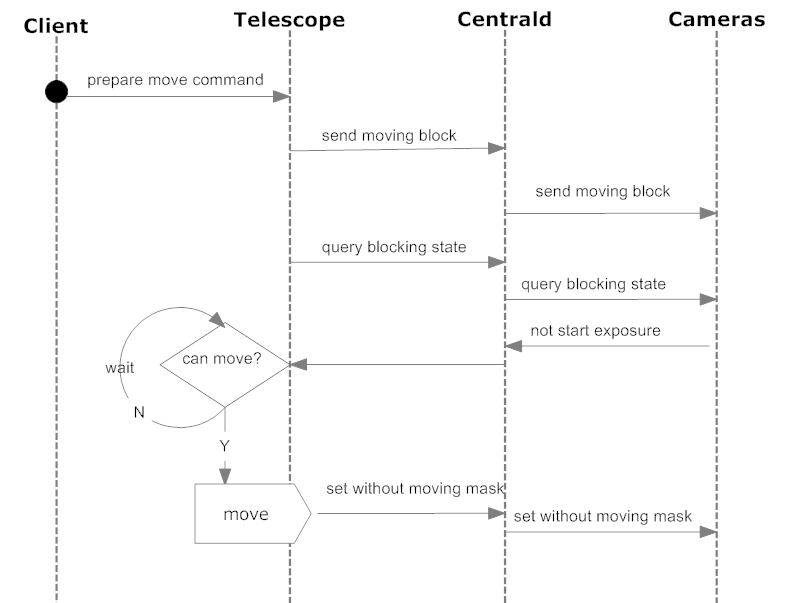 Client
Telescope
Centrald
Cameras
prepare move command
send moving block
send moving block
query blocking state
query blocking state
not start exposure
can move?
wait
N
Y
move
set without moving mask
set without moving mask